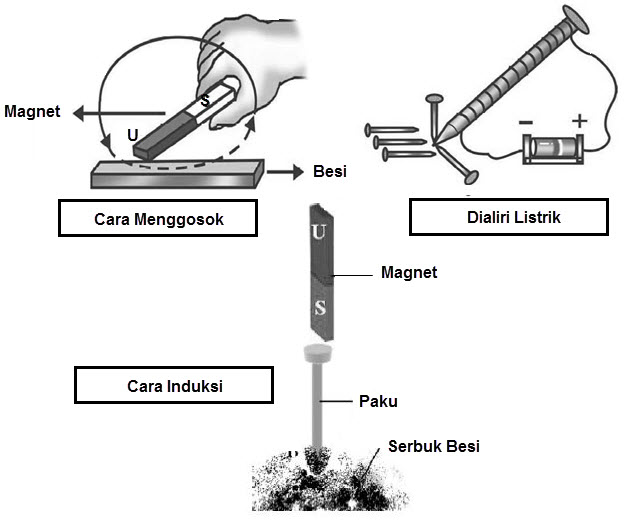 S
Magnet
U
Besi
Cara Menggosok
- +
Dialiri Listrik
U
Magnet
S
Cara Induksi
Paku
Serbuk Besi